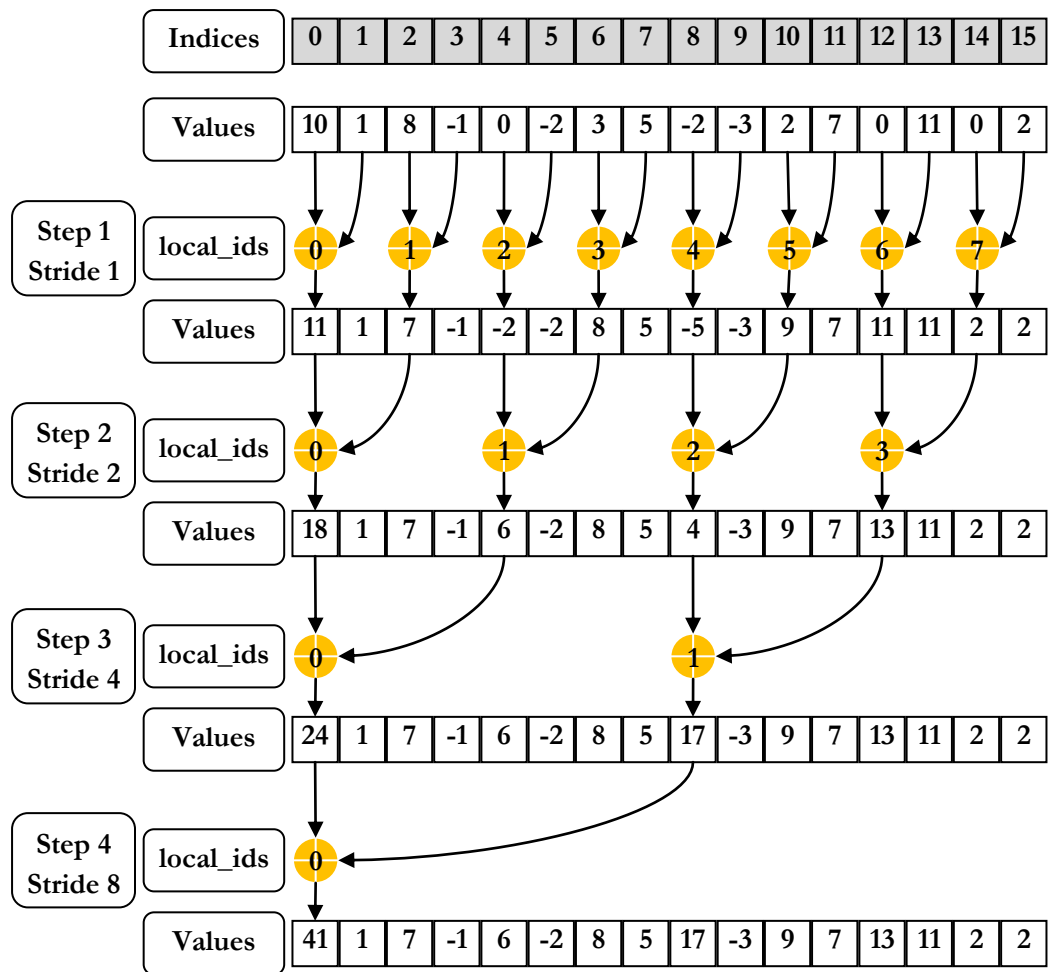 Indices 0 1 2 3 4 5 6 7 8 9 10 11 12 13 14 15
Values 10 1 8 -1 0 -2 3 5 -2 -3 2 7 0 11 0 2
Step 1
Stride 1
local_ids 0 1 2 3 4 5 6 7
Values 11 1 7 -1 -2 -2 8 5 -5 -3 9 7 11 11 2 2
Step 2
Stride 2
local_ids 0 1 2 3
Values 18 1 7 -1 6 -2 8 5 4 -3 9 7 13 11 2 2
Step 3
Stride 4
local_ids 0 1
Values 24 1 7 -1 6 -2 8 5 17 -3 9 7 13 11 2 2
Step 4
Stride 8
local_ids 0
Values 41 1 7 -1 6 -2 8 5 17 -3 9 7 13 11 2 2